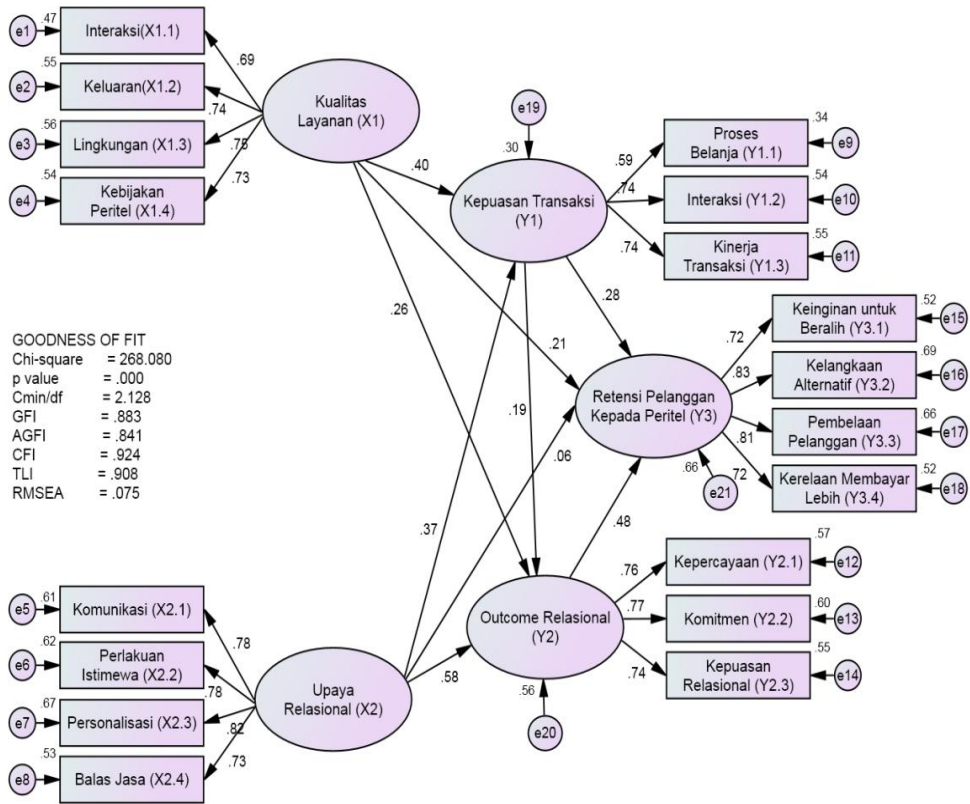 e1
.47
Interaksi(X1.1)
e2
.55
Keluaran(X1.2)
e3
.56
Lingkungan (X1.3)
e4
.54
Kebijakan
Peritel (X1.4)
.69
.74
.75
.73
Kualitas
Layanan (X1)
e19
.30
Kepuasan Transaksi
(Y1)
.40
.59
.74
.74
Proses
Belanja (Y1.1)
.34
e9
Interaksi (Y1.2)
.54
e10
Kinerja
Transaksi (Y1.3)
.55
e11
.26
.21
.28
.19
.06
.37
.48
.58
GOODNESS OF FIT
Chi-square = 268.080
p value = .000
Cmin/df = 2.128
GFI = .883
AGFI = .841
CFI = .924
TLI = .908
RMSEA = .075
Retensi Pelanggan
Kepada Peritel (Y3)
.66
e21
.72
.83
.81
.72
Keinginan untuk
Beralih (Y3.1)
.52
e15
Kelangkaan
Alternatif (Y3.2)
.69
e16
Pembelaan
Pelanggan (Y3.3)
.66
e17
Kerelaan Membayar
Lebih (Y3.4)
.52
e18
e5
.61
Komunikasi (X2.1)
e6
.62
Perlakuan
Istimewa (X2.2)
e7
.67
Personalisasi (X2.3)
e8
.53
Balas Jasa (X2.4)
.78
.78
.82
.73
Upaya
Relasional (X2)
Outcome Relasional
(Y2)
.56
e20
.76
.77
.74
Kepercayaan (Y2.1)
.57
e12
Komitmen (Y2.2)
.60
e13
Kepuasan
Relasional (Y2.3)
.55
e14